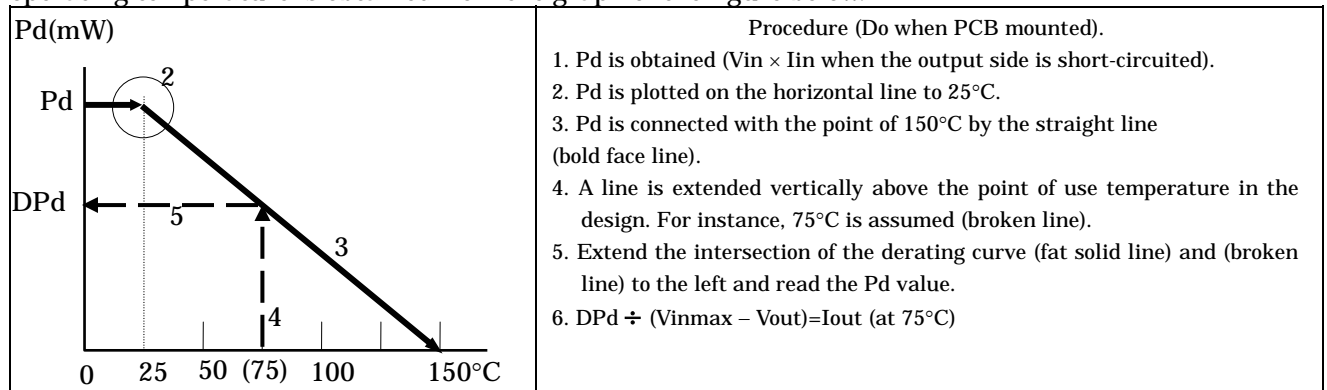 Pd(mW)
2
Pd
DPd
5
3
4
0 25 50 (75) 100 150°C
Procedure (Do when PCB mounted).
1. Pd is obtained (Vin × Iin when the output side is short-circuited).
2. Pd is plotted on the horizontal line to 25°C.
3. Pd is connected with the point of 150°C by the straight line
(bold face line).
4. A line is extended vertically above the point of use temperature in the
design. For instance, 75°C is assumed (broken line).
5. Extend the intersection of the derating curve (fat solid line) and (broken
line) to the left and read the Pd value.
6. DPd ÷ (Vinmax – Vout)=Iout (at 75°C)